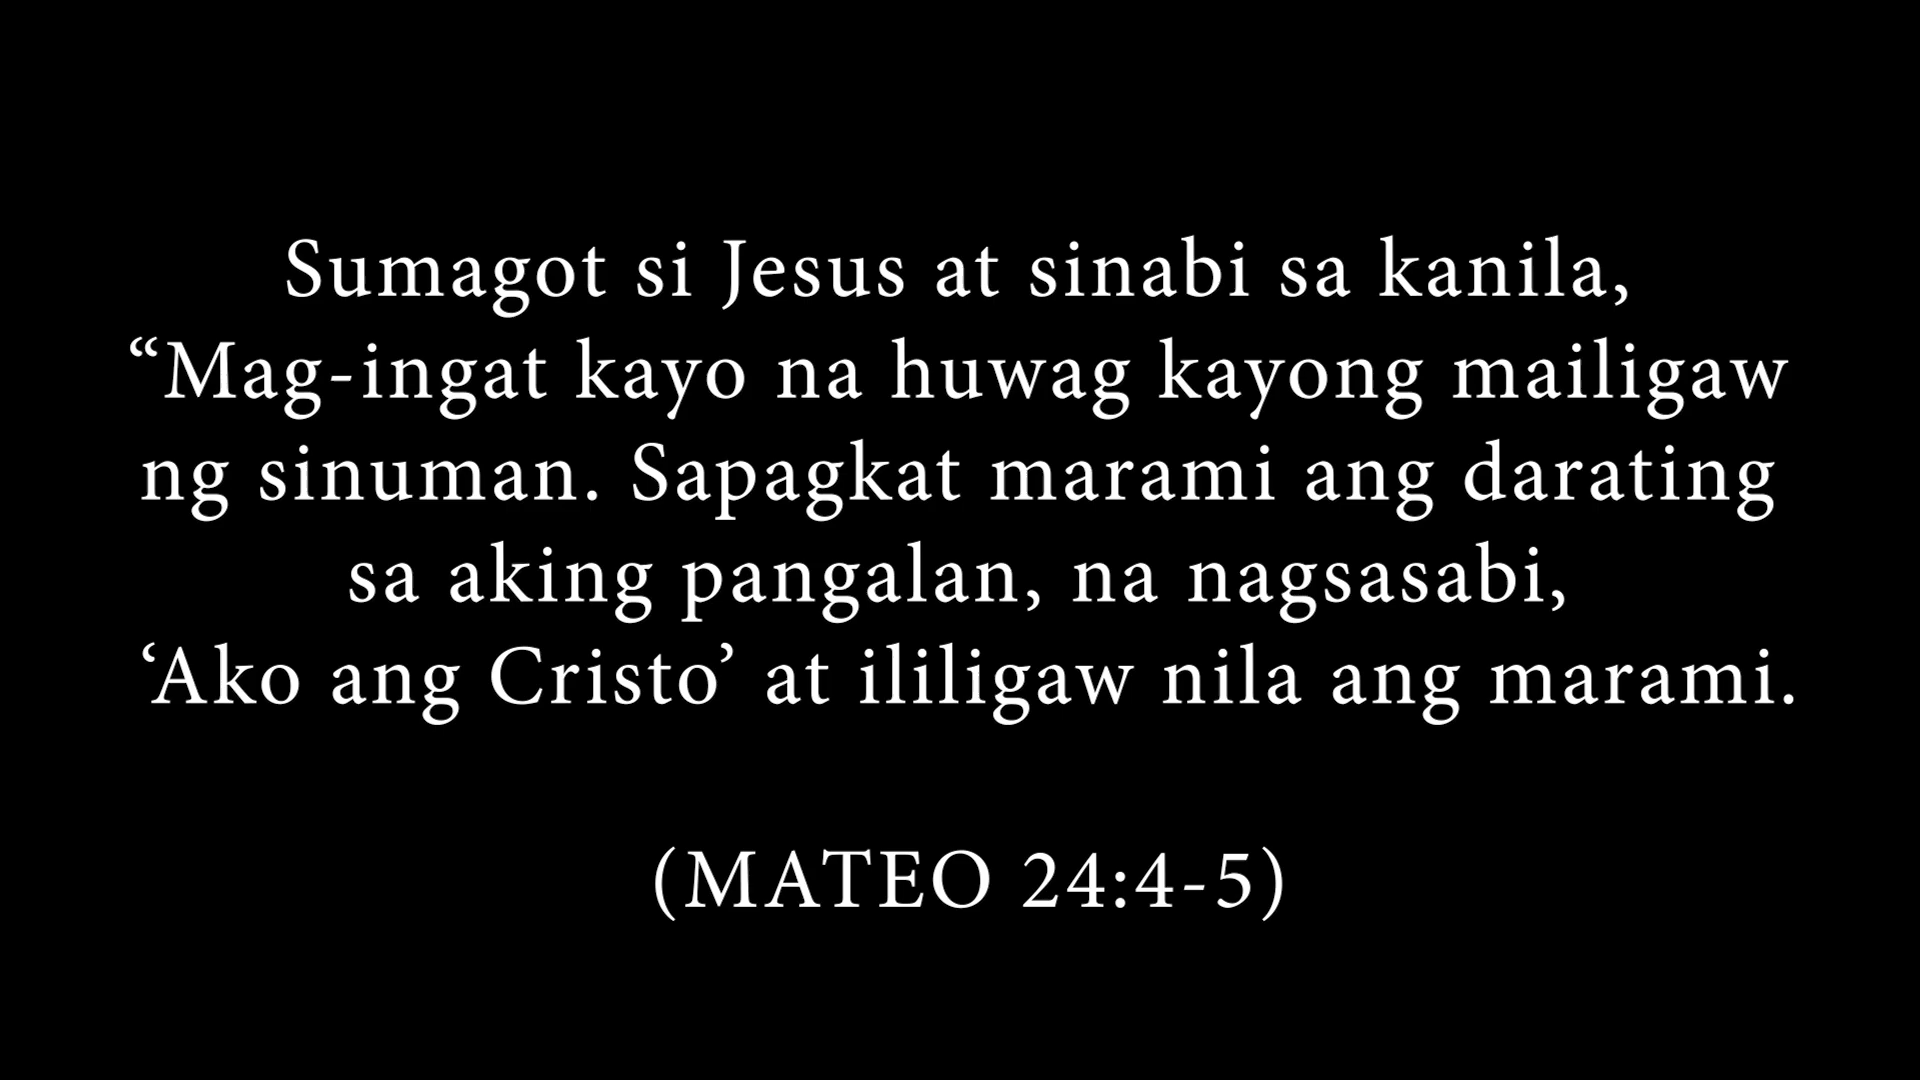 Sumagot si Jesus at sinabi sa kanila,
“Mag-ingat kayo na huwag kayong mailigaw
ng sinuman. Sapagkat marami ang darating
sa aking pangalan, na nagsasabi,
‘Ako ang Cristo’ at ililigaw nila ang marami.
(MATEO 24:4-5)